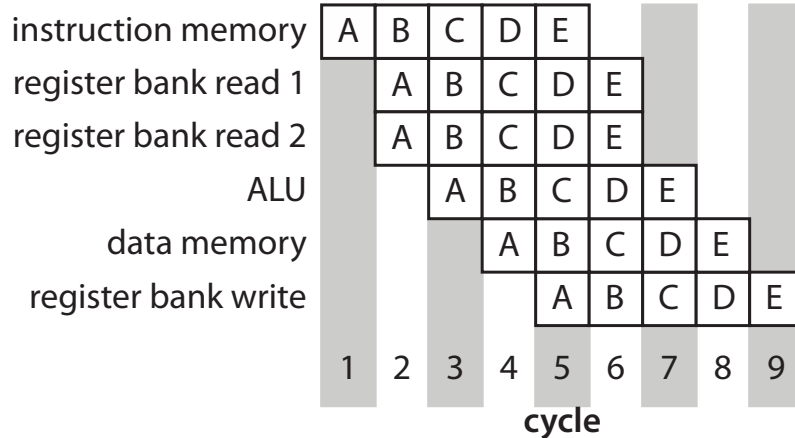 instruction memory A B C D E
register bank read 1 A B C D E
register bank read 2 A B C D E
ALU A B C D E
data memory A B C D E
register bank write A B C D E
1 2 3 4 5 6 7 8 9
cycle